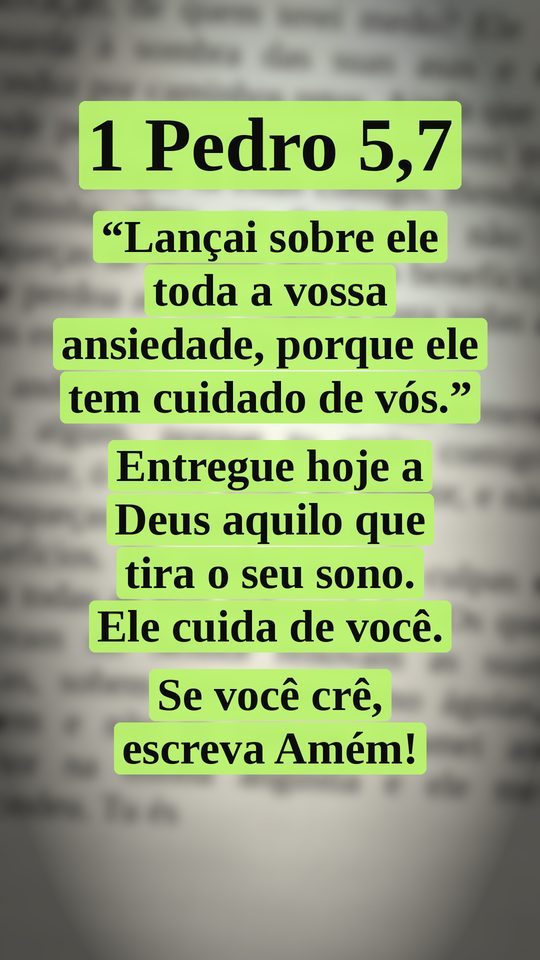 1 Pedro 5,7
“Lançai sobre ele
toda a vossa
ansiedade, porque ele
tem cuidado de vós.”
Entregue hoje a
Deus aquilo que
tira o seu sono.
Ele cuida de você.
Se você crê,
escreva Amém!